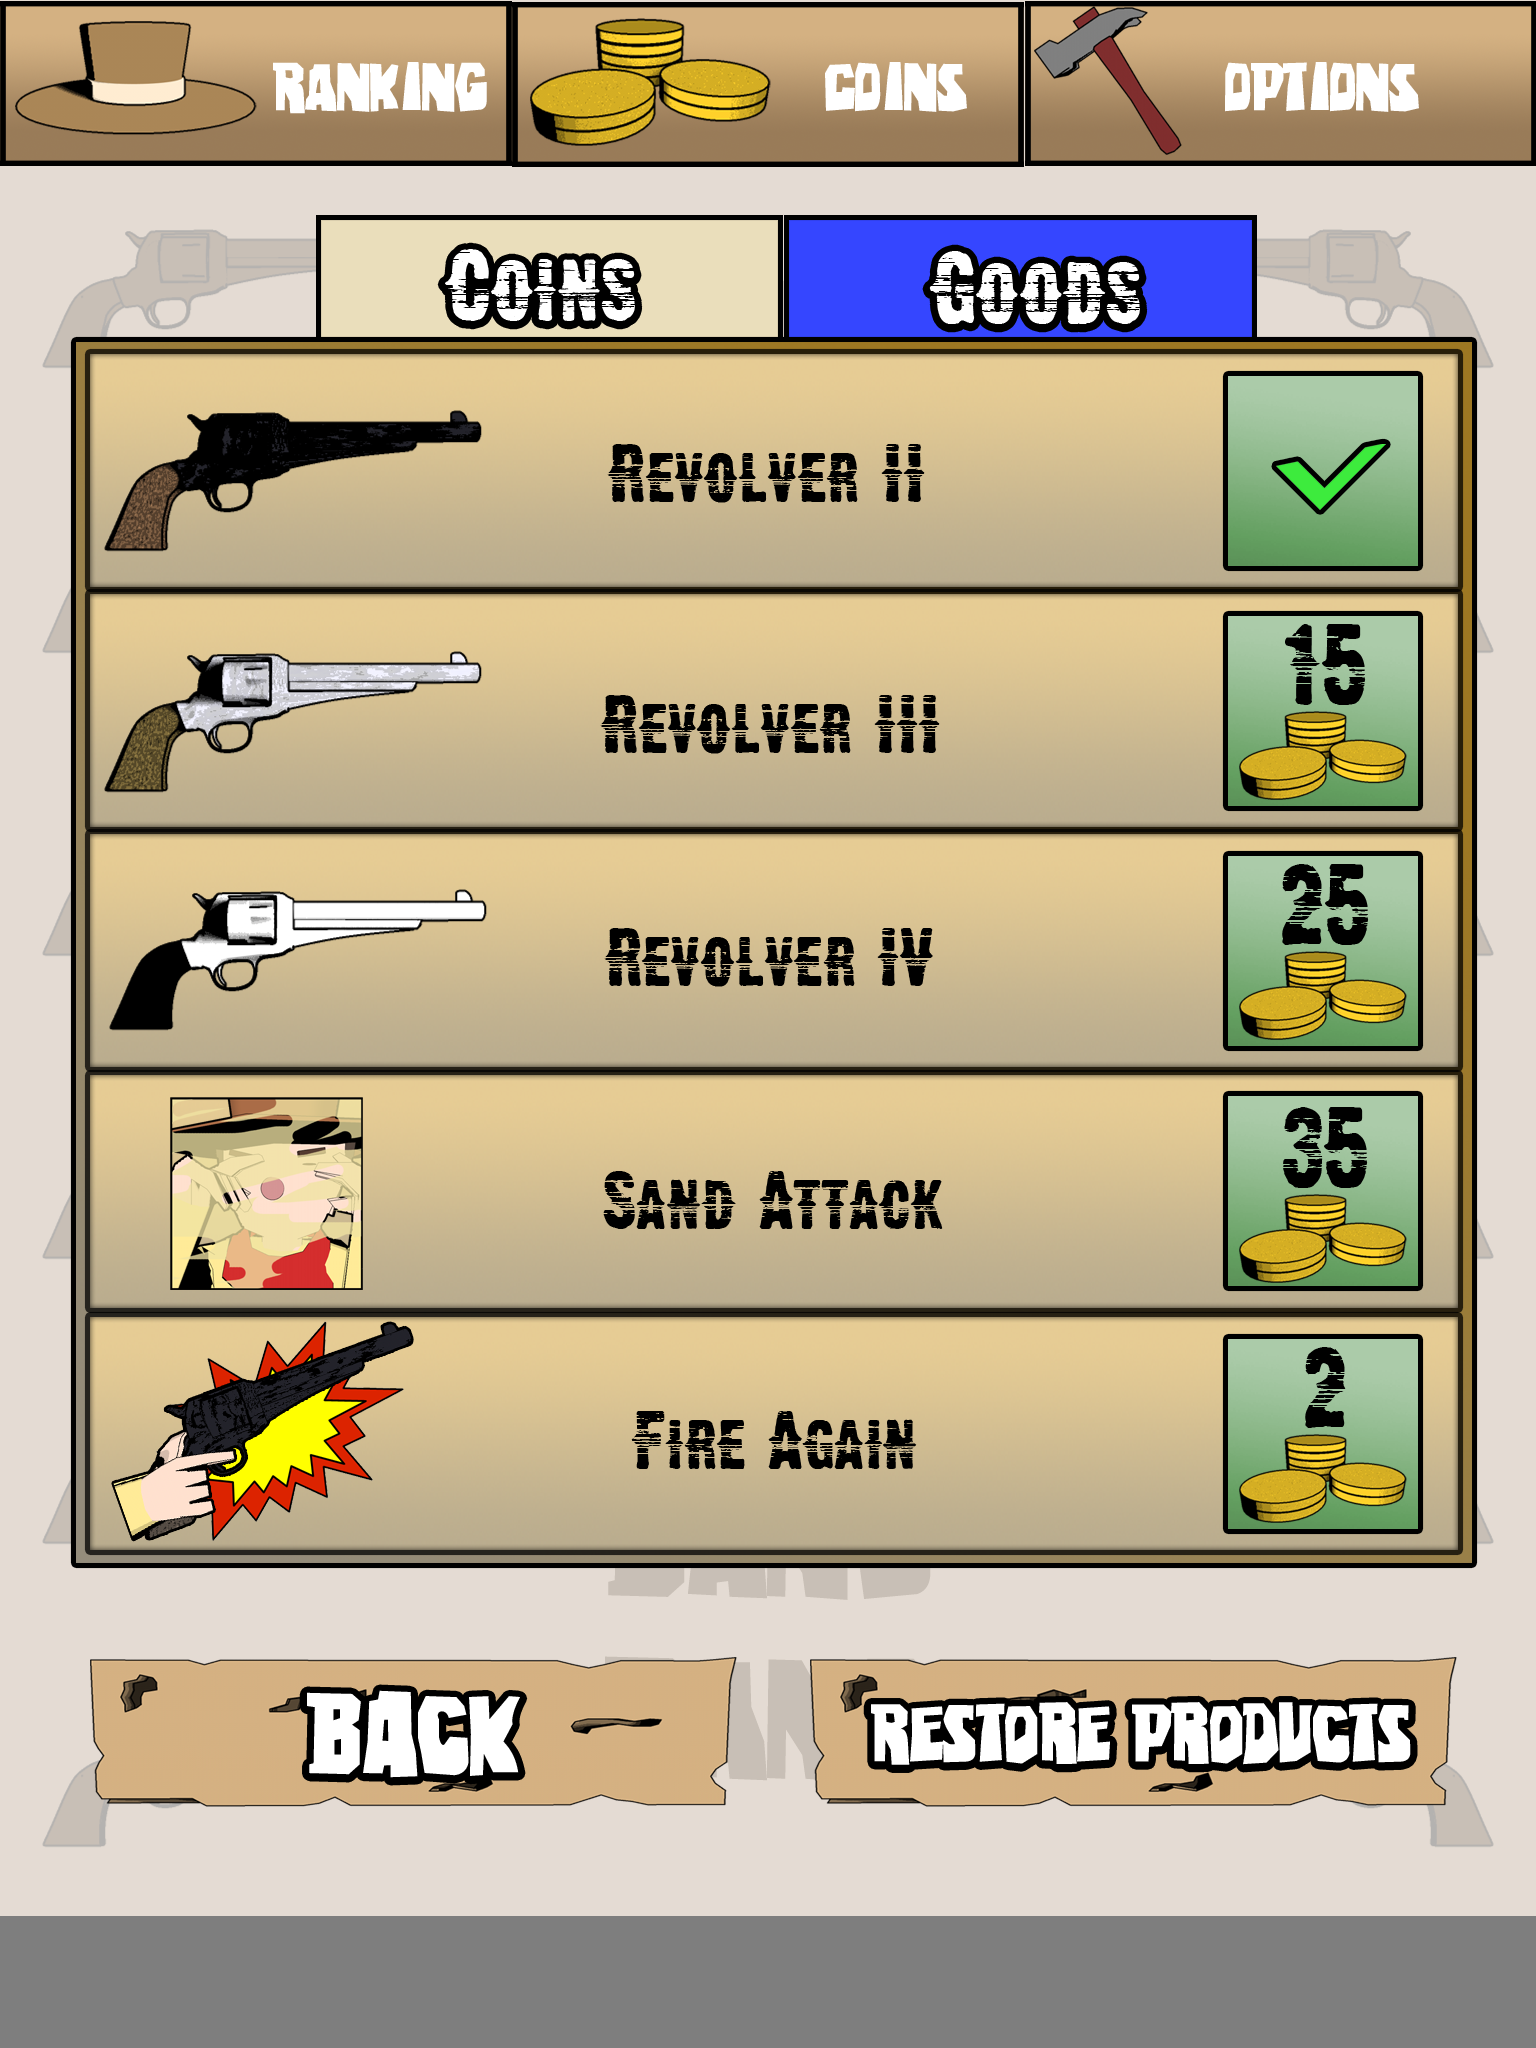 RANKING
COINS
OPTIONS
COINS
GOODS
REVOLVER II
15
REVOLVER III
25
REVOLVER IV
35
SAND ATTACK
2
FIRE AGAIN
BACK
RESTORE PRODUCTS